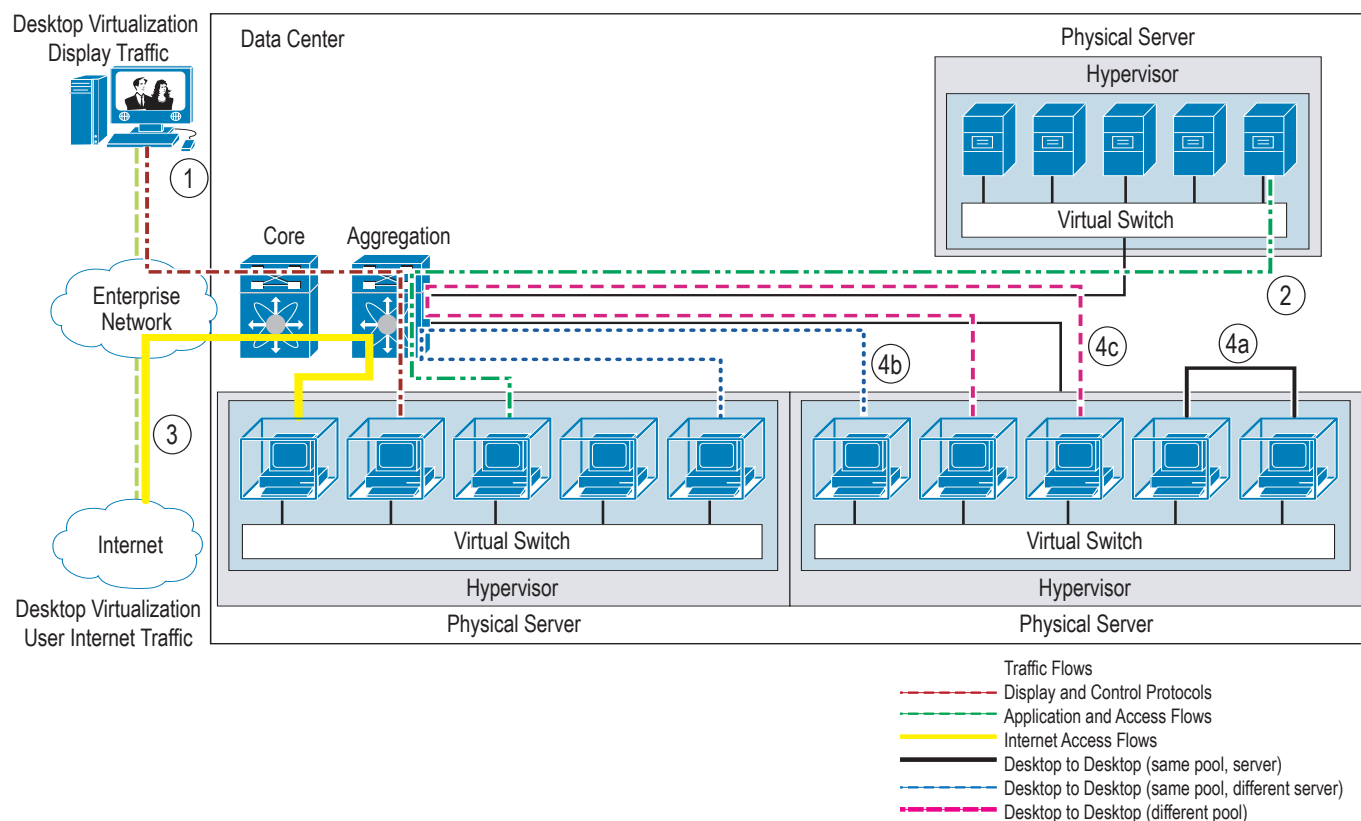 Desktop Virtualization
Display Traffic
Data Center
Physical Server
Hypervisor
Virtual Switch
1
Core
Aggregation
Enterprise
Network
2
4b
4c
4a
3
Internet
Virtual Switch
Hypervisor
Physical Server
Virtual Switch
Hypervisor
Physical Server
Desktop Virtualization
User Internet Traffic
Traffic Flows
Display and Control Protocols
Application and Access Flows
Internet Access Flows
Desktop to Desktop (same pool, server)
Desktop to Desktop (same pool, different server)
Desktop to Desktop (different pool)